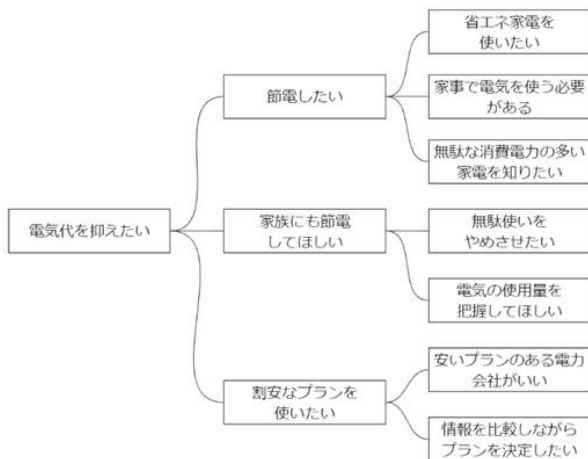 電気代を抑えたい
節電したい
省エネ家電を
使いたい
家事で電気を使う必要
がある
無駄な消費電力の多い
家電を知りたい
家族にも節電
してほしい
無駄使いを
やめさせたい
電気の使用量を
把握してほしい
割安なプランを
使いたい
安いプランのある電力
会社がいい
情報を比較しながら
プランを決定したい